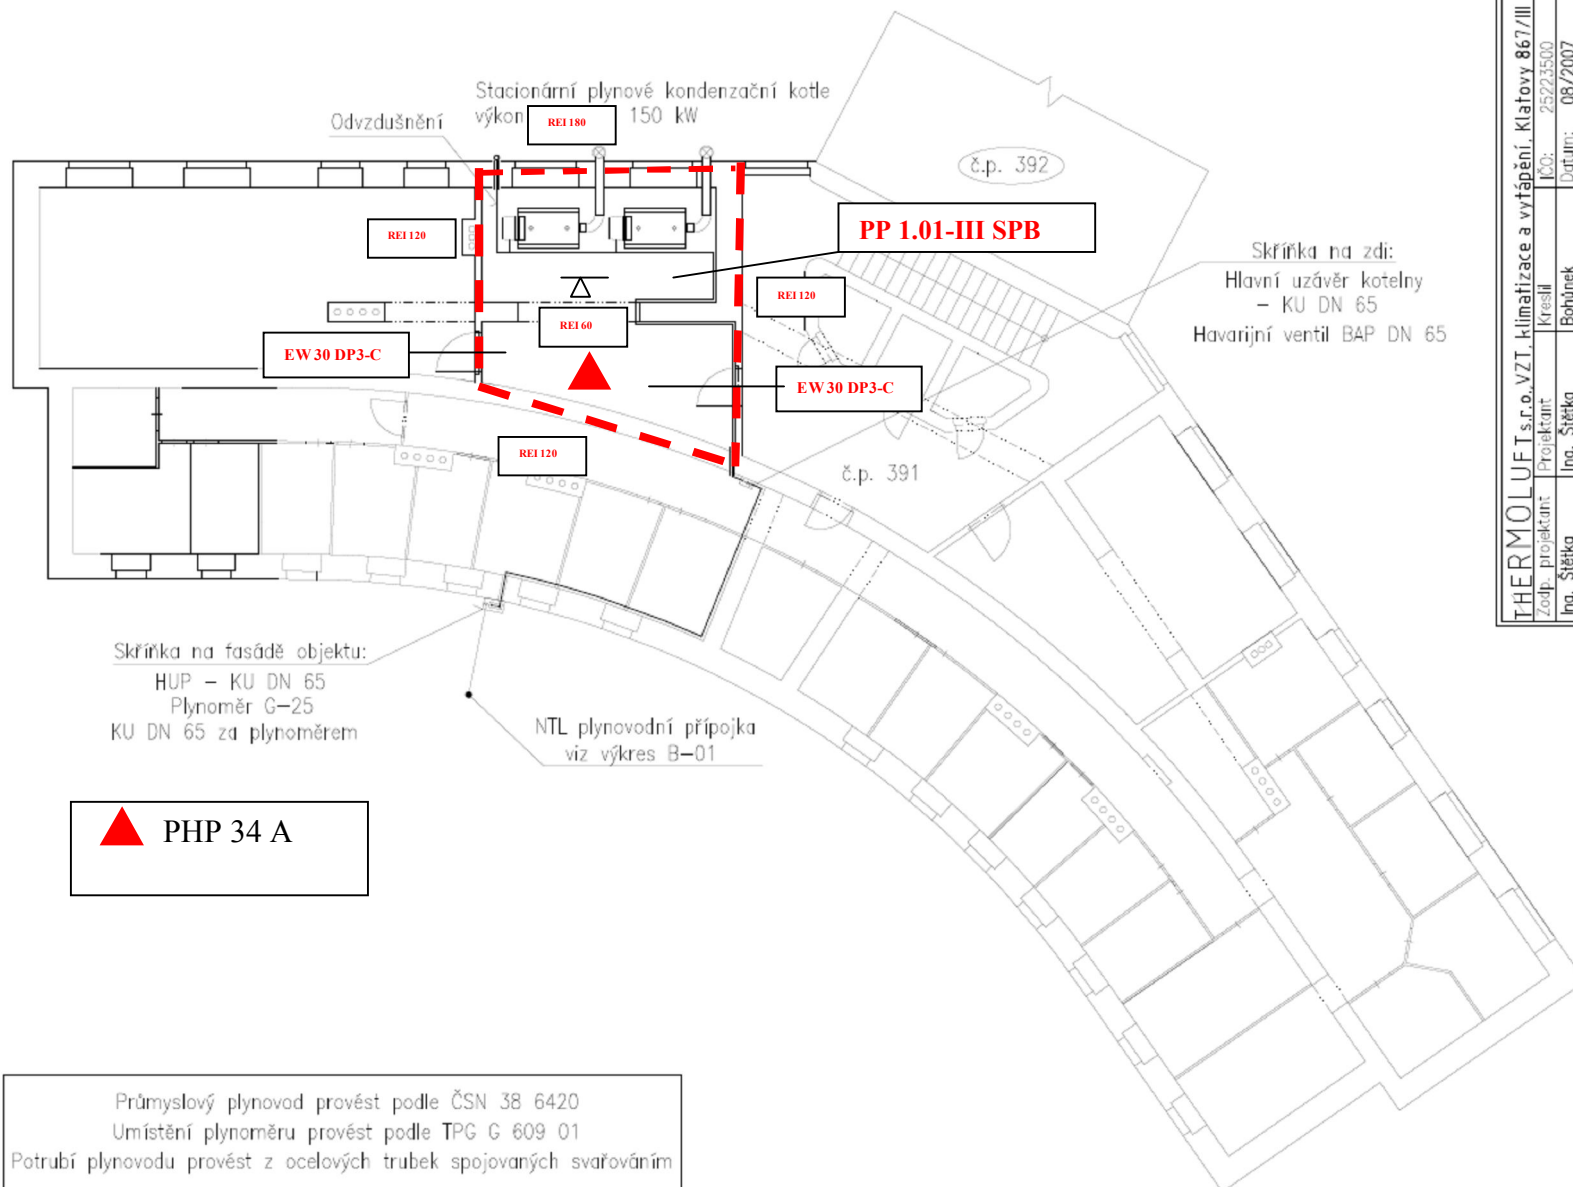 Stacionární plynové kondenzační kotle
výkon 150 kW
REI 180
Odvzdušnění
č.p. 392
REI 120
PP 1.01-III SPB
Skříňka na zdi:
Hlavní uzávěr kotelny
– KU DN 65
Havarijní ventil BAP DN 65
REI 120
REI 60
EW 30 DP3-C
EW 30 DP3-C
REI 120
č.p. 391
Skříňka na fasádě objektu:
HUP – KU DN 65
Plynoměr G–25
KU DN 65 za plynoměrem
NTL plynovodní přípojka
viz výkres B–01
PHP 34 A
Průmyslový plynovod provést podle ČSN 38 6420
Umístění plynoměru provést podle TPG G 609 01
Potrubí plynovodu provést z ocelových trubek spojovaných svařováním
THERMOLUFT s.r.o., VZT, klimatizace a vytápění, Klatovy 867/III
Zodp. projektant Projektant Kreslil IČO: 25223500
Ing. Štětka Ing. Štětka Bohůnek Datum: 08/2007